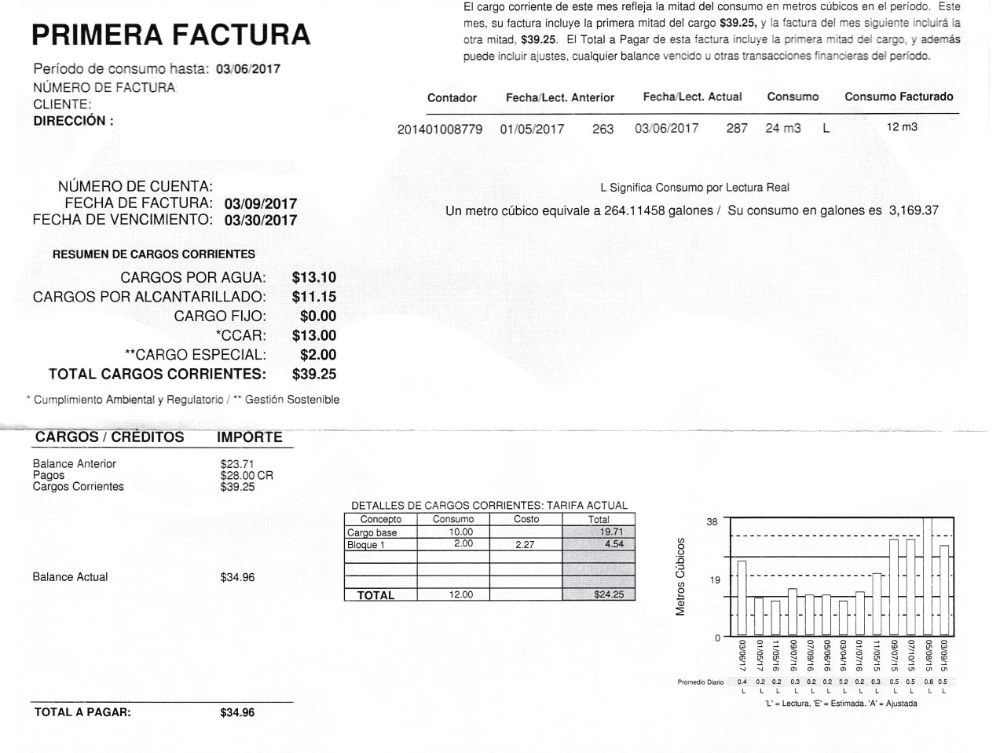 El cargo corriente de este mes refleja la mitad del consumo en metros cúbicos en el período. Este
mes, su factura incluye la primera mitad del cargo $39.25, y la factura del mes siguiente incluirá la
otra mitad, $39.25. El Total a Pagar de esta factura incluye la primera mitad del cargo, y además
puede incluir ajustes, cualquier balance vencido u otras transacciones financieras del período.
PRIMERA FACTURA
Período de consumo hasta: 03/06/2017
NÚMERO DE FACTURA:
CLIENTE:
DIRECCIÓN :
Contador Fecha/Lect. Anterior Fecha/Lect. Actual Consumo Consumo Facturado
201401008779 01/05/2017 263 03/06/2017 287 24 m3 L 12 m3
L Significa Consumo por Lectura Real
Un metro cúbico equivale a 264.11458 galones / Su consumo en galones es 3,169.37
NÚMERO DE CUENTA:
FECHA DE FACTURA: 03/09/2017
FECHA DE VENCIMIENTO: 03/30/2017
RESUMEN DE CARGOS CORRIENTES
CARGOS POR AGUA: $13.10
CARGOS POR ALCANTARILLADO: $11.15
CARGO FIJO: $0.00
*CCAR: $13.00
**CARGO ESPECIAL: $2.00
TOTAL CARGOS CORRIENTES: $39.25
* Cumplimiento Ambiental y Regulatorio / ** Gestión Sostenible
CARGOS / CRÉDITOS IMPORTE
Balance Anterior $23.71
Pagos $28.00 CR
Cargos Corrientes $39.25
Balance Actual $34.96
TOTAL A PAGAR: $34.96
DETALLES DE CARGOS CORRIENTES: TARIFA ACTUAL
Concepto Consumo Costo Total
Cargo base 10.00 19.71
Bloque 1 2.00 2.27 4.54
TOTAL 12.00 $24.25
Metros Cúbicos
38
19
0
03/06/17 01/05/17 11/05/16 09/07/16 07/09/16 05/06/16 03/04/16 01/07/16 11/05/15 09/07/15 07/10/15 05/08/15 03/09/15
Promedio Diario 0.4 0.2 0.2 0.3 0.2 0.2 0.2 0.2 0.3 0.5 0.5 0.6 0.5
L L L L L L L L L L L L L
'L' = Lectura, 'E' = Estimada. 'A' = Ajustada